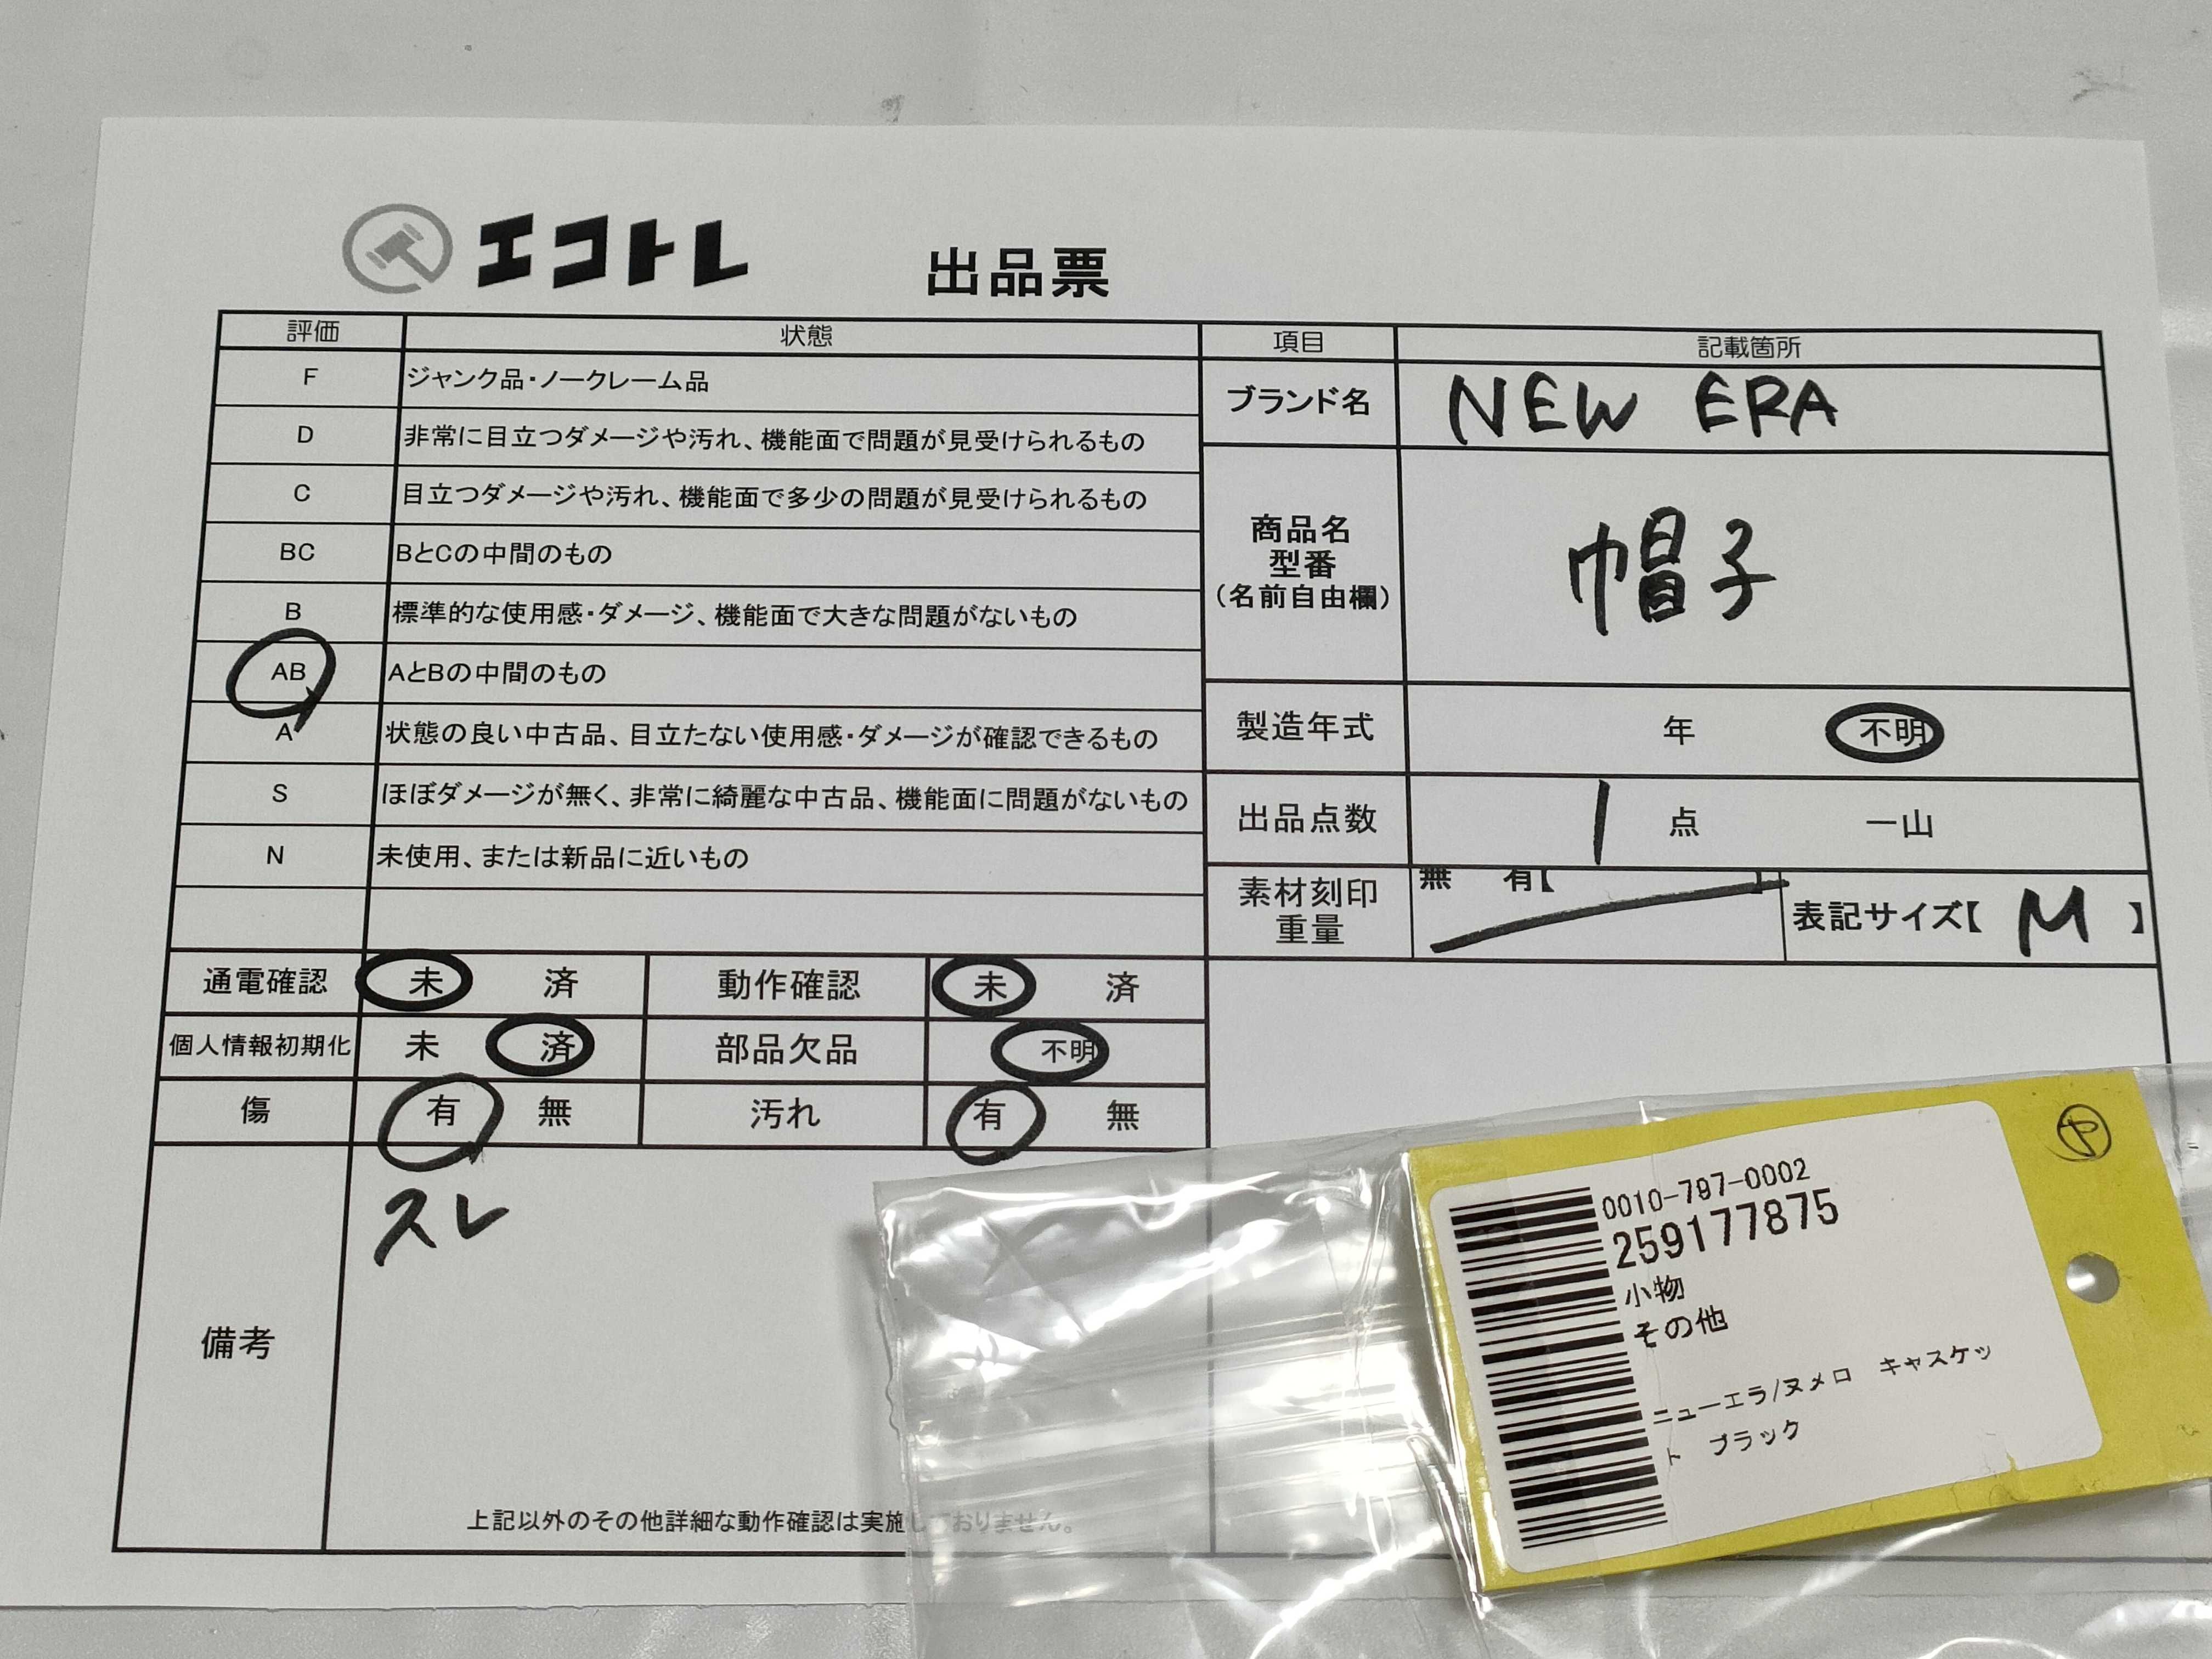 エコトレ 出品票
評価 状態
F ジャンク品・ノークレーム品
D 非常に目立つダメージや汚れ、機能面で問題が見受けられるもの
C 目立つダメージや汚れ、機能面で多少の問題が見受けられるもの
BC BとCの中間のもの
B 標準的な使用感・ダメージ、機能面で大きな問題がないもの
AB AとBの中間のもの
A 状態の良い中古品、目立たない使用感・ダメージが確認できるもの
S ほぼダメージが無く、非常に綺麗な中古品、機能面に問題がないもの
N 未使用、または新品に近いもの
通電確認 未 済 動作確認 未 済
個人情報初期化 未 済 部品欠品 不明
傷 有 無 汚れ 有 無
備考 スレ
上記以外のその他詳細な動作確認は実施しておりません。
項目 記載箇所
ブランド名 NEW ERA
商品名
型番
(名前自由欄)
帽子
製造年式 年 不明
出品点数 1 点 一山
素材刻印
重量
無 有【 】
表記サイズ【 M 】
ヤ
0010-797-0002
259177875
小物
その他
ニューエラ/ヌメロ キャスケッ
ト ブラック